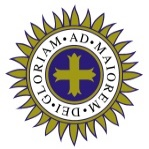 AD • MAIOREM • DEI • GLORIAM •